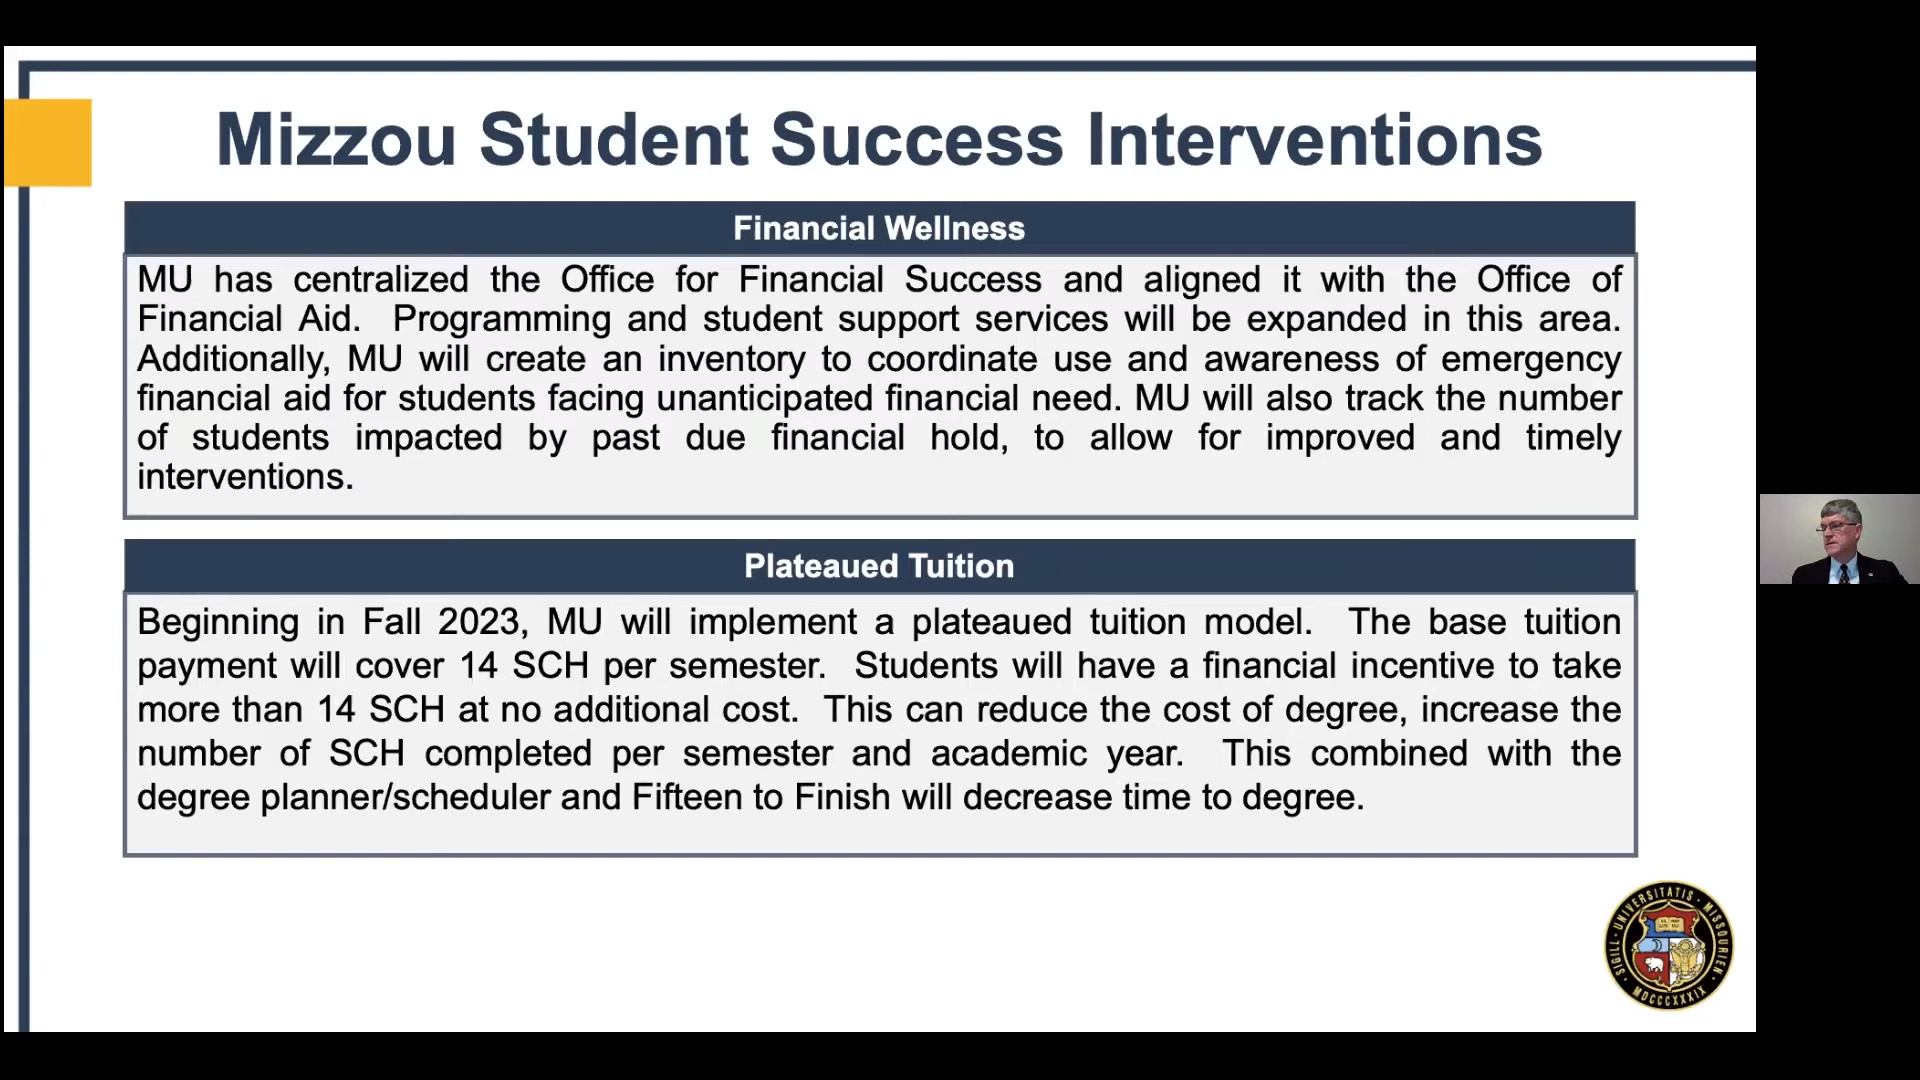 Mizzou Student Success Interventions
Financial Wellness
MU has centralized the Office for Financial Success and aligned it with the Office of
Financial Aid. Programming and student support services will be expanded in this area.
Additionally, MU will create an inventory to coordinate use and awareness of emergency
financial aid for students facing unanticipated financial need. MU will also track the number
of students impacted by past due financial hold, to allow for improved and timely
interventions.
Plateaued Tuition
Beginning in Fall 2023, MU will implement a plateaued tuition model. The base tuition
payment will cover 14 SCH per semester. Students will have a financial incentive to take
more than 14 SCH at no additional cost. This can reduce the cost of degree, increase the
number of SCH completed per semester and academic year. This combined with the
degree planner/scheduler and Fifteen to Finish will decrease time to degree.
SIGILL · UNIVERSITATIS · MISSOURIEN
MDCCCXXXIX